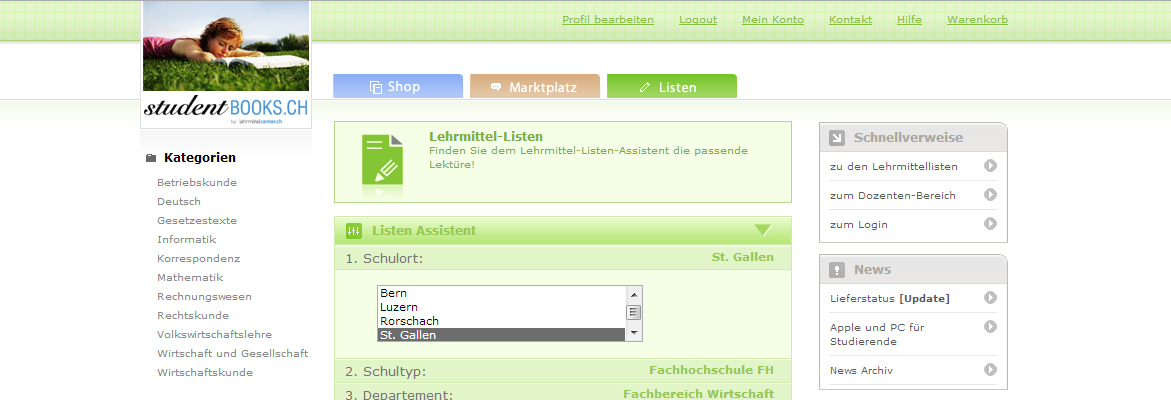 Profil bearbeiten Logout Mein Konto Kontakt Hilfe Warenkorb
studentBOOKS.CH
by lehrmittelcenter.ch
Shop Marktplatz Listen
Kategorien
Betriebskunde
Deutsch
Gesetzestexte
Informatik
Korrespondenz
Mathematik
Rechnungswesen
Rechtskunde
Volkswirtschaftslehre
Wirtschaft und Gesellschaft
Wirtschaftskunde
Lehrmittel-Listen
Finden Sie dem Lehrmittel-Listen-Assistent die passende
Lektüre!
Listen Assistent
1. Schulort: St. Gallen
Bern
Luzern
Rorschach
St. Gallen
2. Schultyp: Fachhochschule FH
3. Departement: Fachbereich Wirtschaft
Schnellverweise
zu den Lehrmittellisten
zum Dozenten-Bereich
zum Login
News
Lieferstatus [Update]
Apple und PC für
Studierende
News Archiv